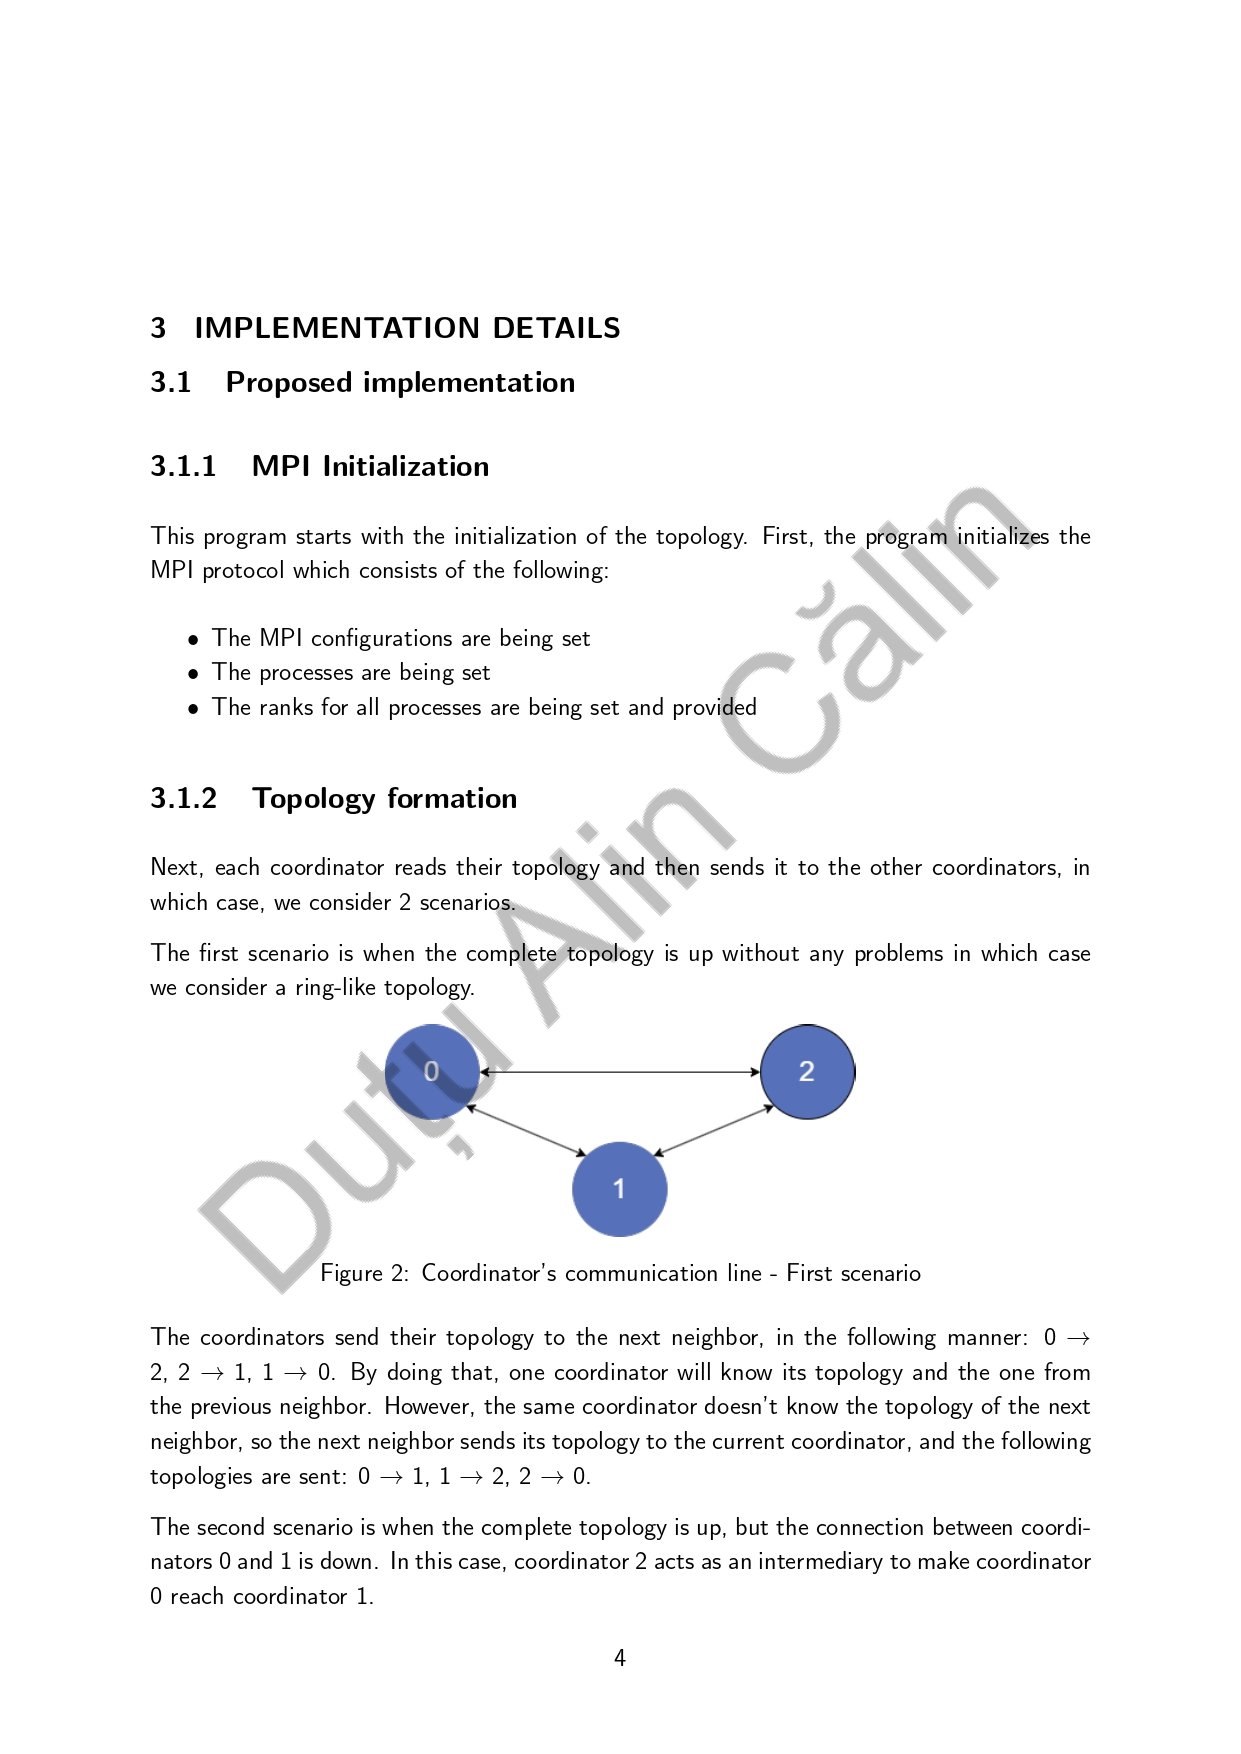 3 IMPLEMENTATION DETAILS
3.1 Proposed implementation
3.1.1 MPI Initialization
This program starts with the initialization of the topology. First, the program initializes the
MPI protocol which consists of the following:
• The MPI configurations are being set
• The processes are being set
• The ranks for all processes are being set and provided
3.1.2 Topology formation
Next, each coordinator reads their topology and then sends it to the other coordinators, in
which case, we consider 2 scenarios.
The first scenario is when the complete topology is up without any problems in which case
we consider a ring-like topology.
0
2
1
Figure 2: Coordinator's communication line - First scenario
The coordinators send their topology to the next neighbor, in the following manner: 0 →
2, 2 → 1, 1 → 0. By doing that, one coordinator will know its topology and the one from
the previous neighbor. However, the same coordinator doesn't know the topology of the next
neighbor, so the next neighbor sends its topology to the current coordinator, and the following
topologies are sent: 0 → 1, 1 → 2, 2 → 0.
The second scenario is when the complete topology is up, but the connection between coordi-
nators 0 and 1 is down. In this case, coordinator 2 acts as an intermediary to make coordinator
0 reach coordinator 1.
4
Duțu Alin Călin